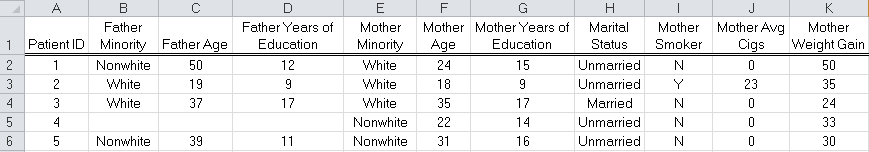 A B C D E F G H I J K
Father Father Years of Mother Mother Mother Years of Marital Mother Mother Avg Mother
1 Patient ID Minority Father Age Education Minority Age Education Status Smoker Cigs Weight Gain
2 1 Nonwhite 50 12 White 24 15 Unmarried N 0 50
3 2 White 19 9 White 18 9 Unmarried Y 23 35
4 3 White 37 17 White 35 17 Married N 0 24
5 4 Nonwhite 22 14 Unmarried N 0 33
6 5 Nonwhite 39 11 Nonwhite 31 16 Unmarried N 0 30